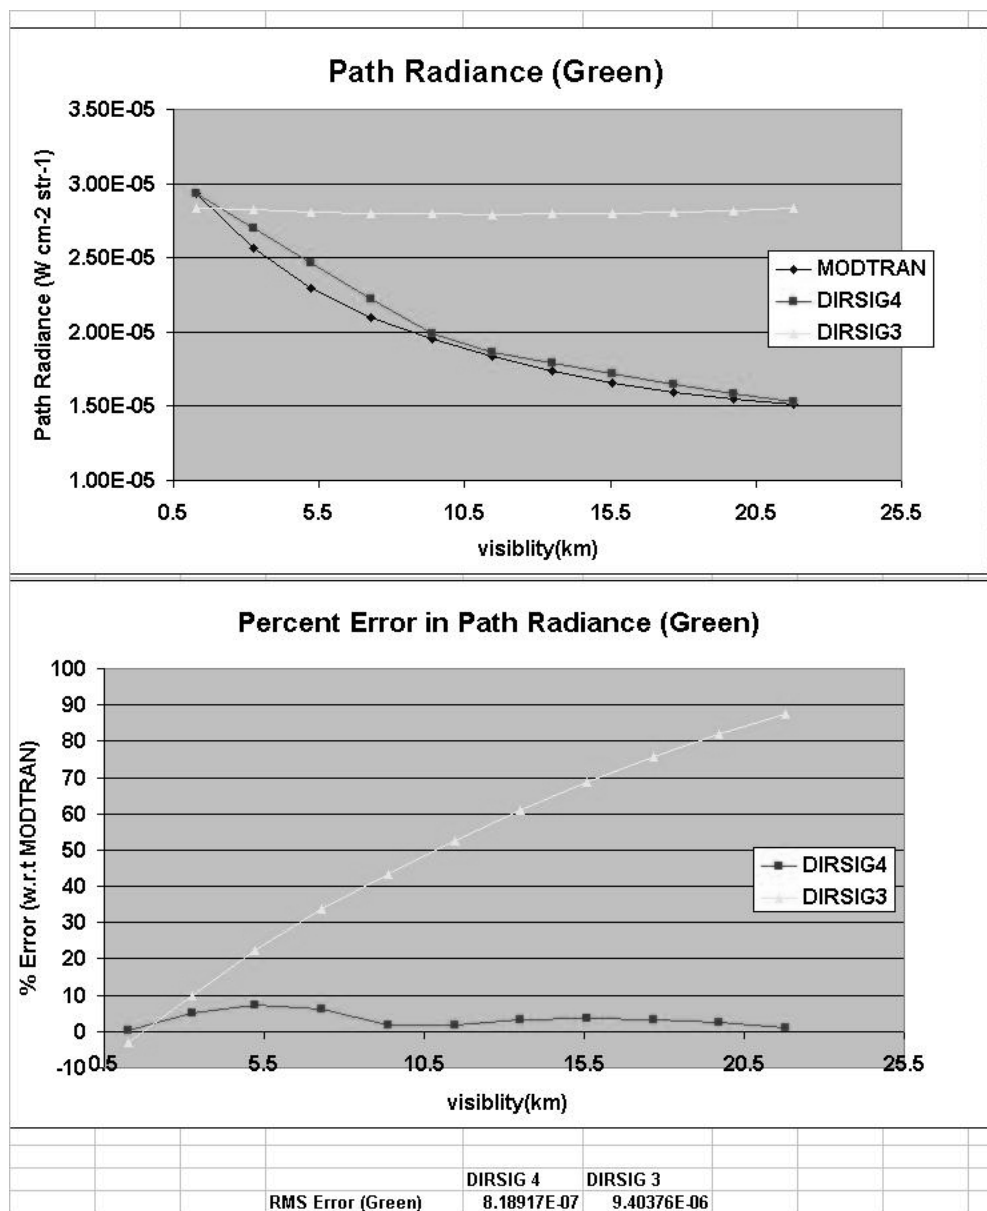 Path Radiance (Green)
3.50E-05
3.00E-05
2.50E-05
2.00E-05
1.50E-05
1.00E-05
Path Radiance (W cm-2 str-1)
0.5 5.5 10.5 15.5 20.5 25.5
visiblity(km)
MODTRAN
DIRSIG4
DIRSIG3
Percent Error in Path Radiance (Green)
100
90
80
70
60
50
40
30
20
10
0
-10
% Error (w.r.t MODTRAN)
0.5 5.5 10.5 15.5 20.5 25.5
visiblity(km)
DIRSIG4
DIRSIG3
DIRSIG 4 DIRSIG 3
RMS Error (Green) 8.18917E-07 9.40376E-06